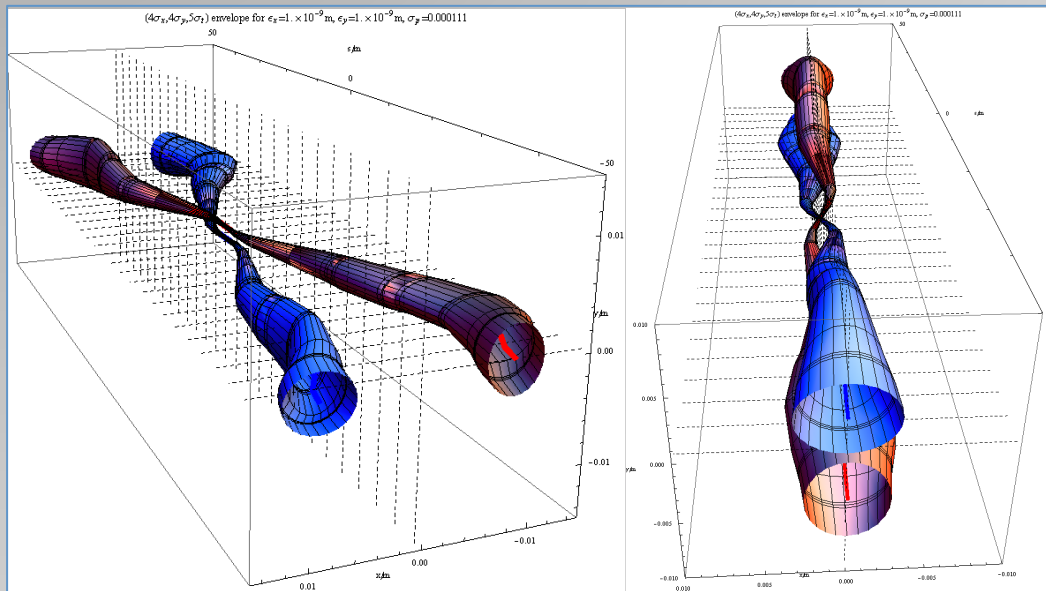 (4σx,4σy,5σt) envelope for ϵx=1.×10⁻⁹m, ϵy=1.×10⁻⁹m, σp=0.000111
50
s/m
0
-50
0.01
y/m
0.00
-0.01
-0.01
0.00
x/m
0.01
(4σx,4σy,5σt) envelope for ϵx=1.×10⁻⁹m, ϵy=1.×10⁻⁹m, σp=0.000111
50
s/m
0
0.010
0.005
0.000
y/m
-0.005
-0.010
0.010
0.005
x/m
0.000
-0.005
-0.010